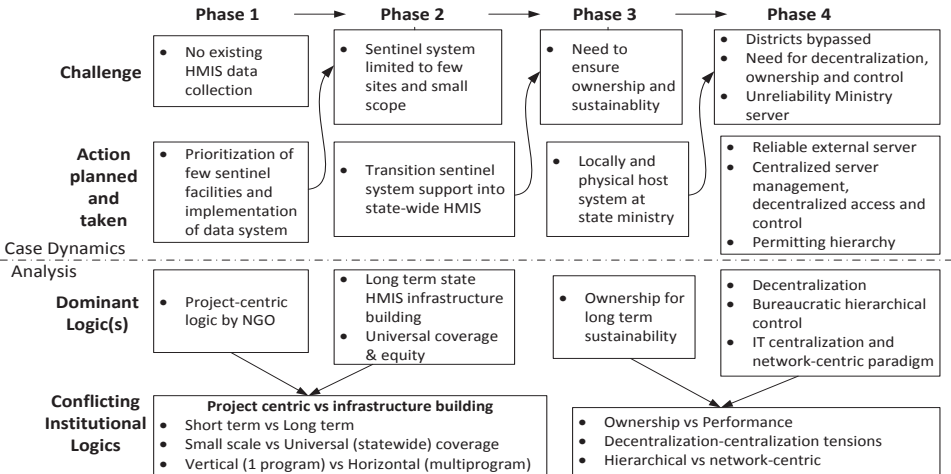 Phase 1
Phase 2
Phase 3
Phase 4
Challenge
• No existing
HMIS data
collection
• Sentinel system
limited to few
sites and small
scope
• Need to
ensure
ownership and
sustainablity
• Districts bypassed
• Need for decentralization,
ownership and control
• Unreliability Ministry
server
Action
planned
and
taken
• Prioritization of
few sentinel
facilities and
implementation
of data system
• Transition sentinel
system support into
state-wide HMIS
• Locally and
physical host
system at
state ministry
• Reliable external server
• Centralized server
management,
decentralized access and
control
• Permitting hierarchy
Case Dynamics
Analysis
Dominant
Logic(s)
• Project-centric
logic by NGO
• Long term state
HMIS infrastructure
building
• Universal coverage
& equity
• Ownership for
long term
sustainability
• Decentralization
• Bureaucratic hierarchical
control
• IT centralization and
network-centric paradigm
Conflicting
Institutional
Logics
Project centric vs infrastructure building
• Short term vs Long term
• Small scale vs Universal (statewide) coverage
• Vertical (1 program) vs Horizontal (multiprogram)
• Ownership vs Performance
• Decentralization-centralization tensions
• Hierarchical vs network-centric